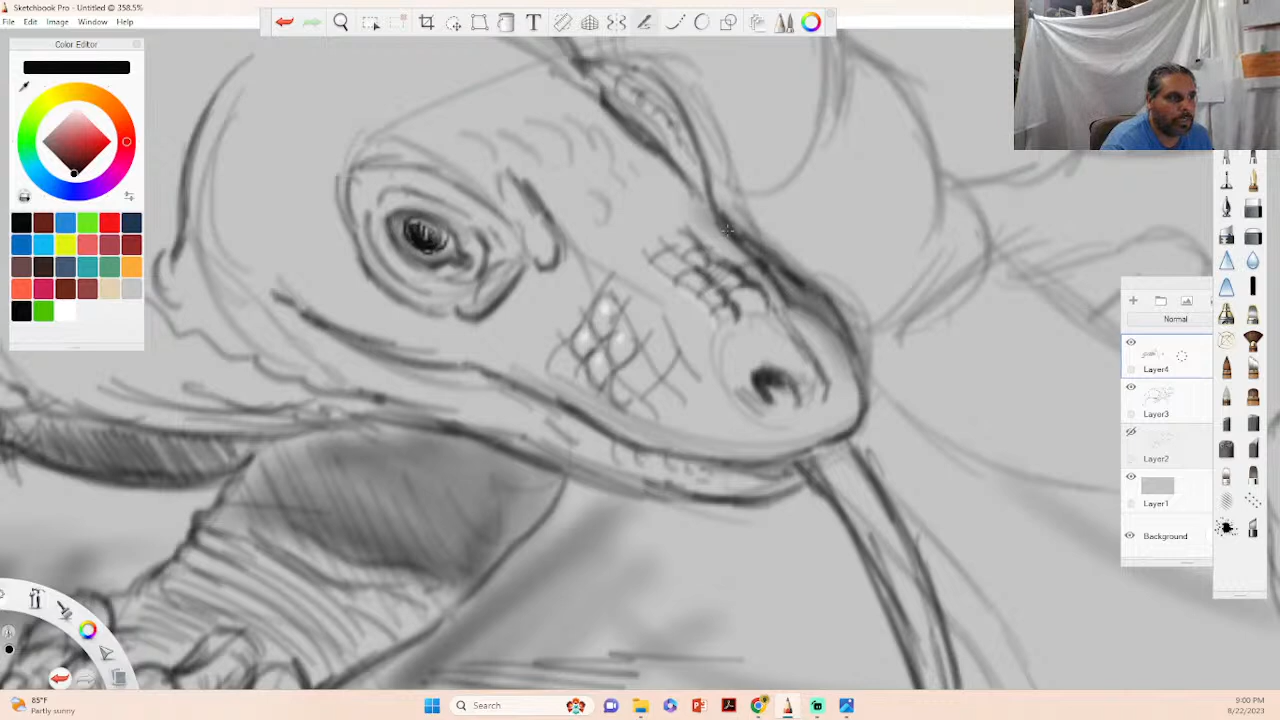 Sketchbook Pro - Untitled @ 358.5%
File Edit Image Window Help
Color Editor
Normal
Layer4
Layer3
Layer2
Layer1
Background
85°F
Partly sunny
Search
9:00 PM
8/22/2023